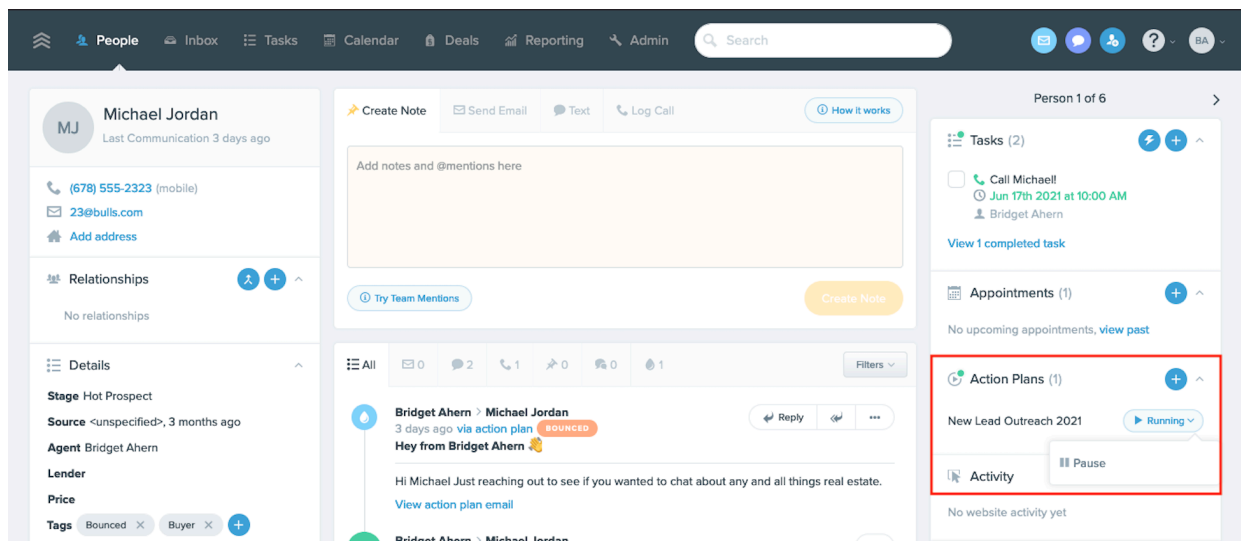 People
Inbox
Tasks
Calendar
Deals
Reporting
Admin
Search
?
BA
MJ
Michael Jordan
Last Communication 3 days ago
(678) 555-2323 (mobile)
23@bulls.com
Add address
Relationships
No relationships
Details
Stage Hot Prospect
Source <unspecified>, 3 months ago
Agent Bridget Ahern
Lender
Price
Tags Bounced Buyer
Create Note
Send Email
Text
Log Call
How it works
Add notes and @mentions here
Try Team Mentions
Create Note
All
0
2
1
0
0
1
Filters
Bridget Ahern > Michael Jordan
3 days ago via action plan BOUNCED
Hey from Bridget Ahern 👋
Reply
Hi Michael Just reaching out to see if you wanted to chat about any and all things real estate.
View action plan email
Bridget Ahern > Michael Jordan
Person 1 of 6
Tasks (2)
Call Michael!
Jun 17th 2021 at 10:00 AM
Bridget Ahern
View 1 completed task
Appointments (1)
No upcoming appointments, view past
Action Plans (1)
New Lead Outreach 2021
Running
Pause
Activity
No website activity yet